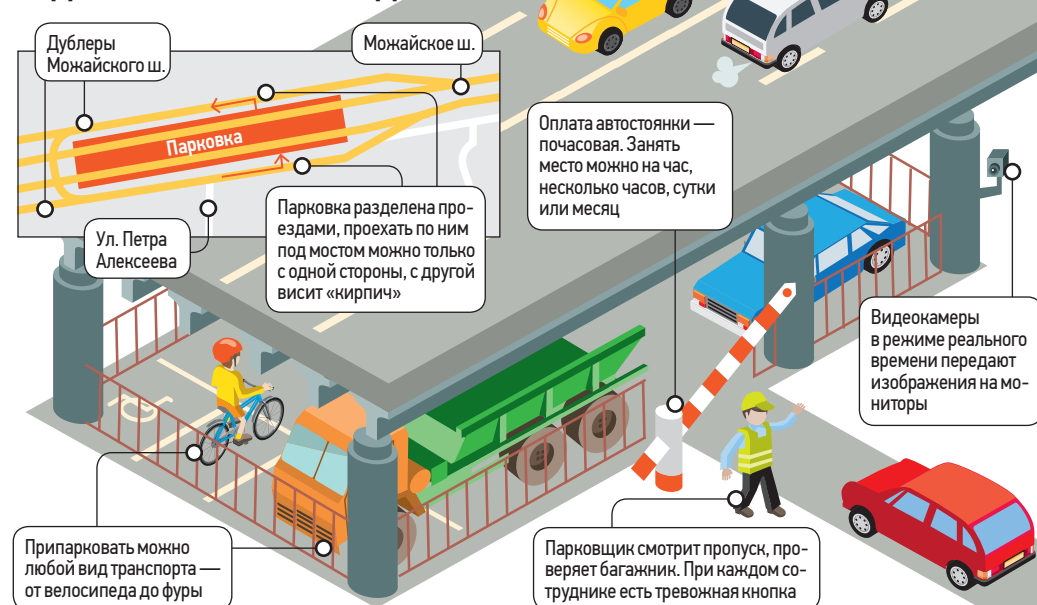 Дублеры
Можайского ш.
Можайское ш.
Парковка
Ул. Петра
Алексеева
Парковка разделена про-
ездами, проехать по ним
под мостом можно только
с одной стороны, с другой
висит «кирпич»
Оплата автостоянки —
почасовая. Занять
место можно на час,
несколько часов, сутки
или месяц
Видеокамеры
в режиме реального
времени передают
изображения на мо-
ниторы
Припарковать можно
любой вид транспорта —
от велосипеда до фуры
Парковщик смотрит пропуск, про-
веряет багажник. При каждом со-
труднике есть тревожная кнопка